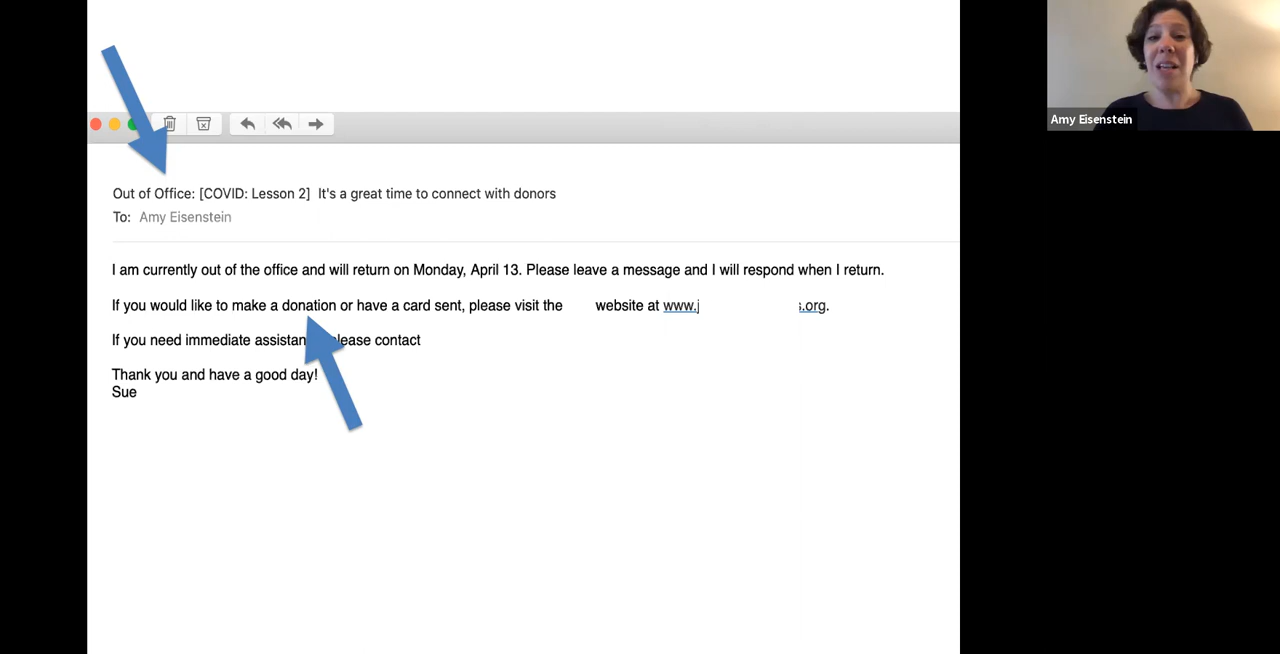 Amy Eisenstein
Out of Office: [COVID: Lesson 2] It's a great time to connect with donors
To: Amy Eisenstein
I am currently out of the office and will return on Monday, April 13. Please leave a message and I will respond when I return.
If you would like to make a donation or have a card sent, please visit the website at www.j s.org.
If you need immediate please contact
Thank you and have a good day!
Sue